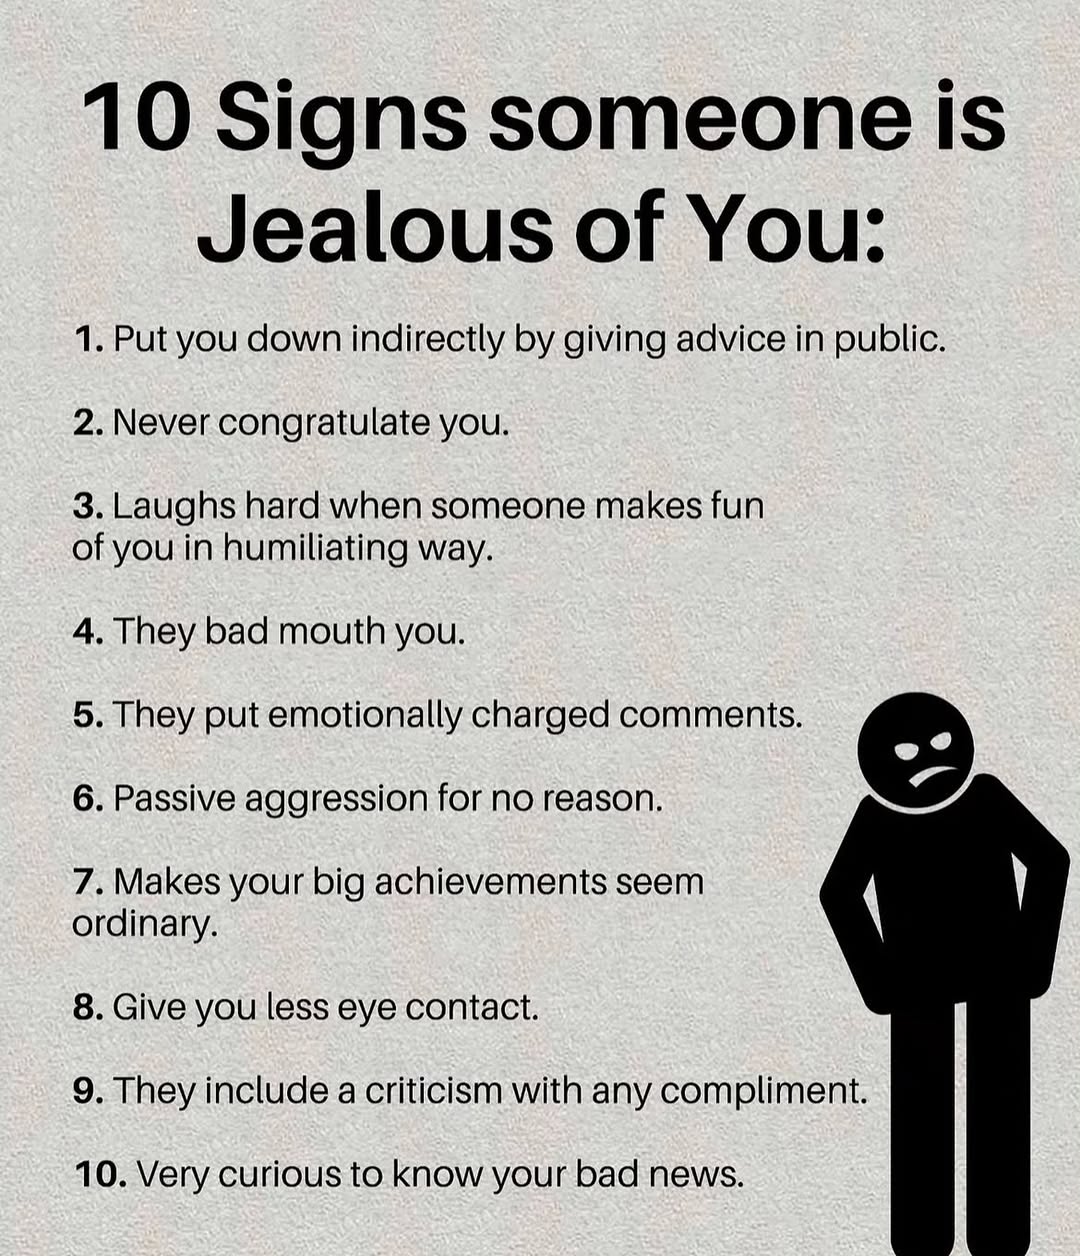 10 Signs someone is
Jealous of You:
1. Put you down indirectly by giving advice in public.
2. Never congratulate you.
3. Laughs hard when someone makes fun
of you in humiliating way.
4. They bad mouth you.
5. They put emotionally charged comments.
6. Passive aggression for no reason.
7. Makes your big achievements seem
ordinary.
8. Give you less eye contact.
9. They include a criticism with any compliment.
10. Very curious to know your bad news.